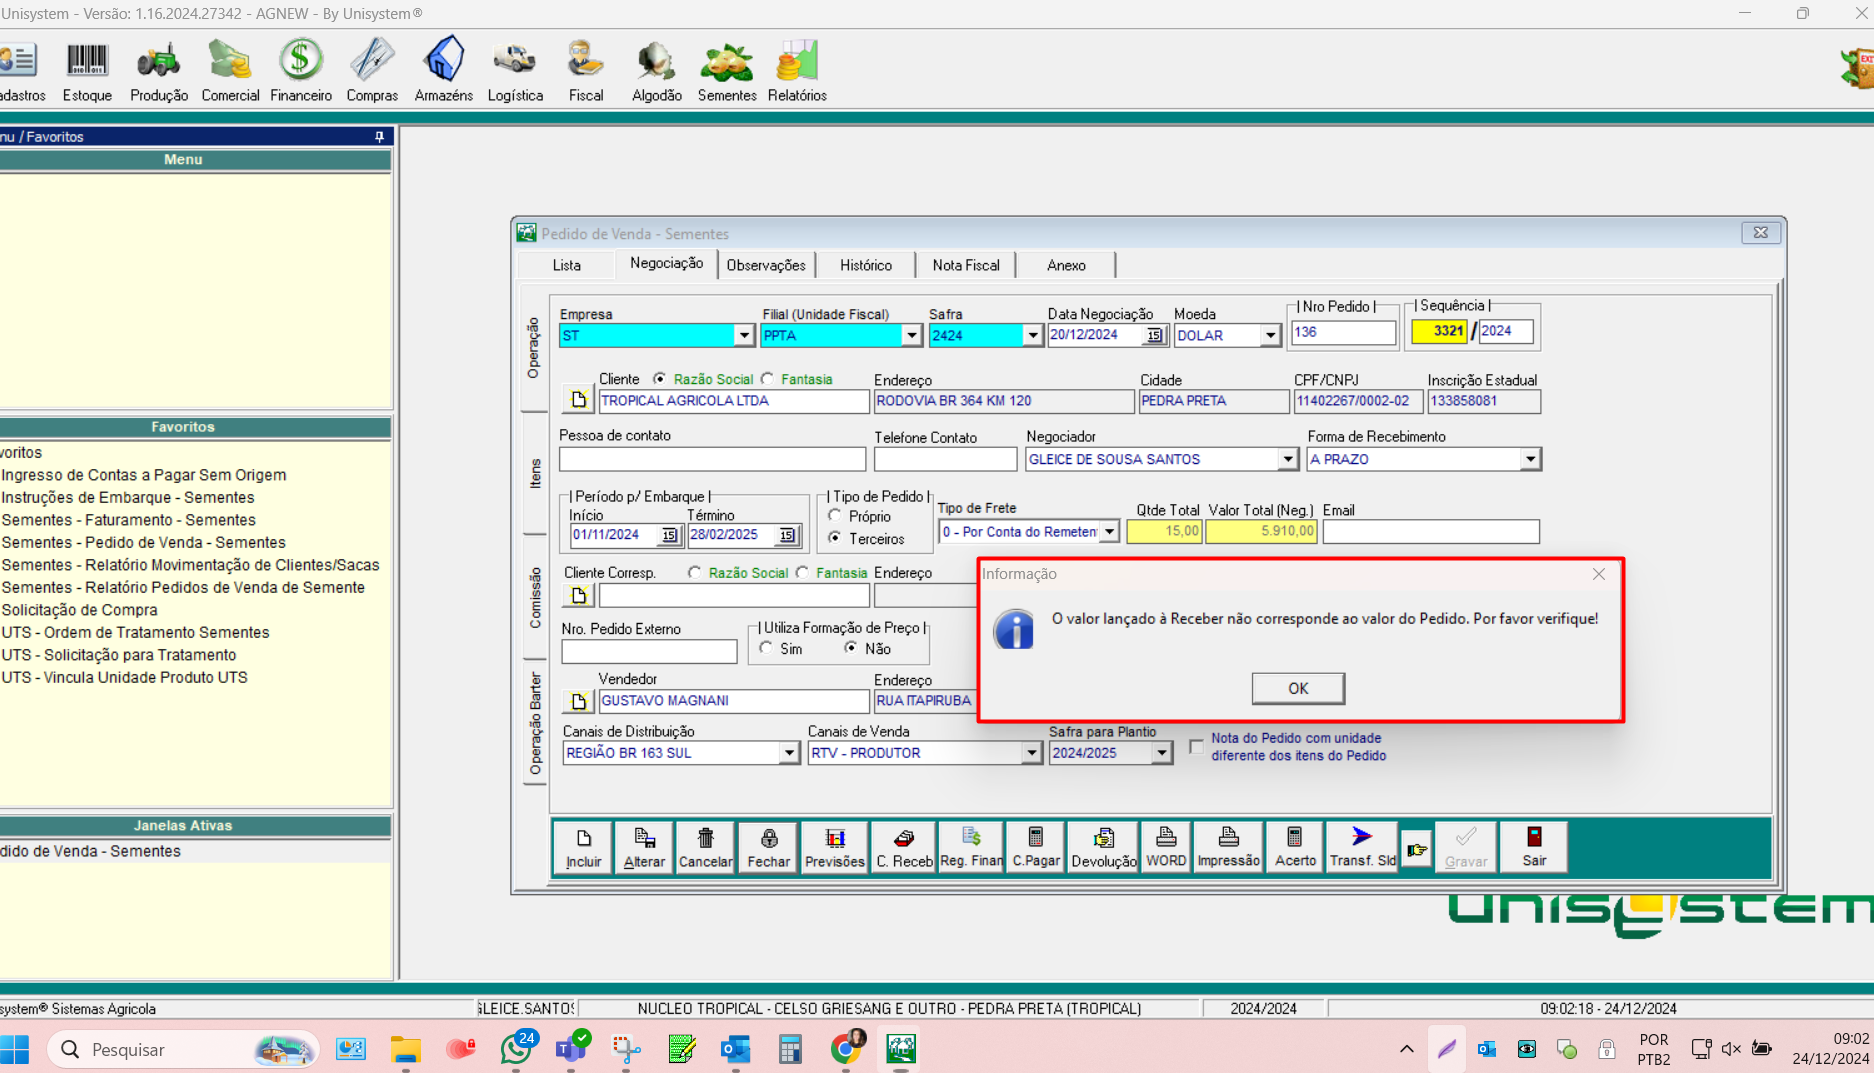 Unisystem - Versão: 1.16.2024.27342 - AGNEW - By Unisystem®
adastros Estoque Produção Comercial Financeiro Compras Armazéns Logística Fiscal Algodão Sementes Relatórios
EXIT
nu / Favoritos
Menu
Favoritos
voritos
Ingresso de Contas a Pagar Sem Origem
Instruções de Embarque - Sementes
Sementes - Faturamento - Sementes
Sementes - Pedido de Venda - Sementes
Sementes - Relatório Movimentação de Clientes/Sacas
Sementes - Relatório Pedidos de Venda de Semente
Solicitação de Compra
UTS - Ordem de Tratamento Sementes
UTS - Solicitação para Tratamento
UTS - Vincula Unidade Produto UTS
Janelas Ativas
dido de Venda - Sementes
Pedido de Venda - Sementes
Lista Negociação Observações Histórico Nota Fiscal Anexo
Operação
Itens
Comissão
Operação Barter
Empresa Filial (Unidade Fiscal) Safra Data Negociação Moeda Nro Pedido Sequência
ST PPTA 2424 20/12/2024 15 DOLAR 136 3321 / 2024
Cliente Razão Social Fantasia Endereço Cidade CPF/CNPJ Inscrição Estadual
TROPICAL AGRICOLA LTDA RODOVIA BR 364 KM 120 PEDRA PRETA 11402267/0002-02 133858081
Pessoa de contato Telefone Contato Negociador Forma de Recebimento
GLEICE DE SOUSA SANTOS A PRAZO
Período p/ Embarque Tipo de Pedido
Início Término Próprio Tipo de Frete Qtde Total Valor Total (Neg.) Email
01/11/2024 15 28/02/2025 15 Terceiros 0 - Por Conta do Remeten 15,00 5.910,00
Cliente Corresp. Razão Social Fantasia Endereço
Nro. Pedido Externo Utiliza Formação de Preço
Sim Não
Vendedor Endereço
GUSTAVO MAGNANI RUA ITAPIRUBA
Canais de Distribuição Canais de Venda Safra para Plantio
REGIÃO BR 163 SUL RTV - PRODUTOR 2024/2025
Nota do Pedido com unidade
diferente dos itens do Pedido
Informação
O valor lançado à Receber não corresponde ao valor do Pedido. Por favor verifique!
OK
Incluir Alterar Cancelar Fechar Previsões C. Receb Reg. Finan C.Pagar Devolução WORD Impressão Acerto Transf. Sld Gravar Sair
unisystem
system® Sistemas Agricola GLEICE.SANTOS NUCLEO TROPICAL - CELSO GRIESANG E OUTRO - PEDRA PRETA (TROPICAL) 2024/2024 09:02:18 - 24/12/2024
Pesquisar
24
POR
PTB2
09:02
24/12/2024